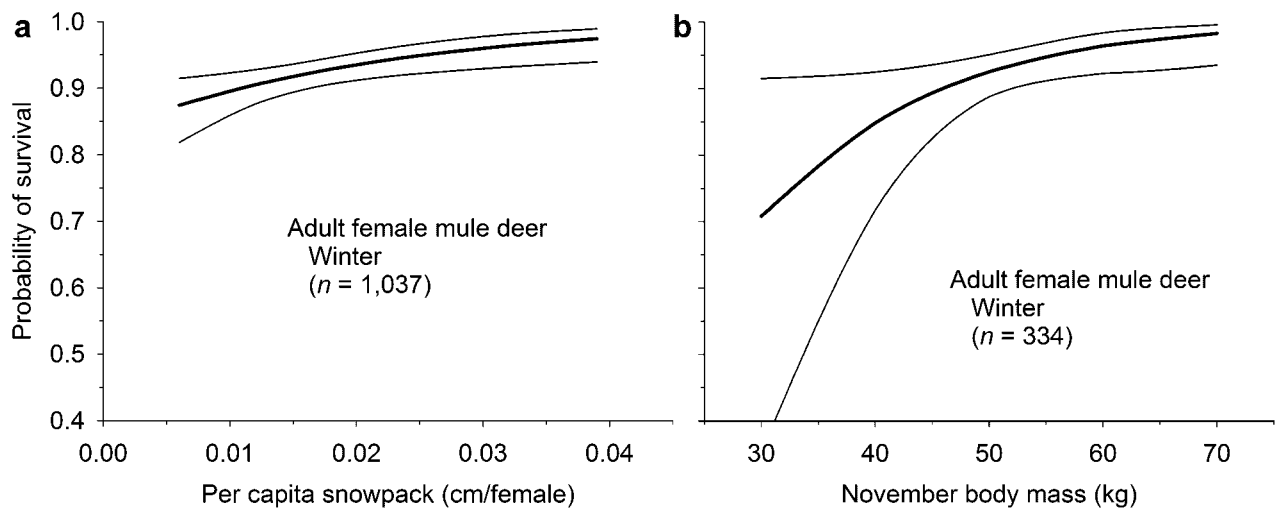 a
1.0
0.9
0.8
0.7
0.6
0.5
0.4
Probability of survival
Adult female mule deer
Winter
(n = 1,037)
0.00 0.01 0.02 0.03 0.04
Per capita snowpack (cm/female)
b
Adult female mule deer
Winter
(n = 334)
30 40 50 60 70
November body mass (kg)